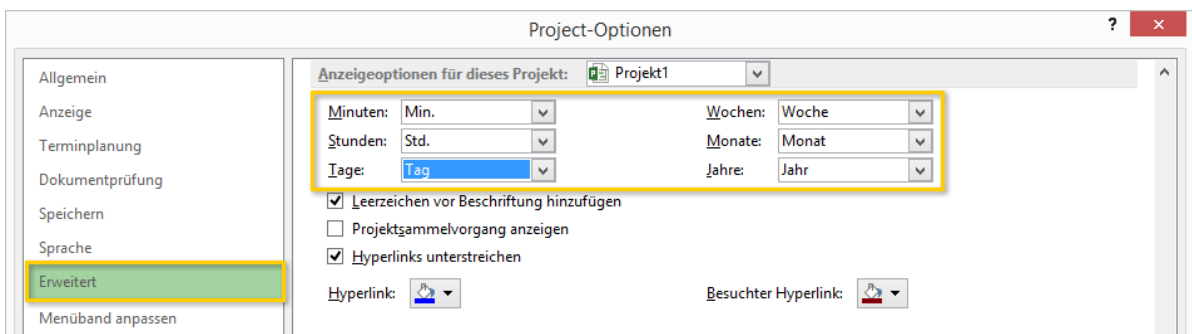 Project-Optionen ? ×
Allgemein
Anzeige
Terminplanung
Dokumentprüfung
Speichern
Sprache
Erweitert
Menüband anpassen
Anzeigeoptionen für dieses Projekt: Projekt1
Minuten: Min. Wochen: Woche
Stunden: Std. Monate: Monat
Tage: Tag Jahre: Jahr
Leerzeichen vor Beschriftung hinzufügen
Projektsammelvorgang anzeigen
Hyperlinks unterstreichen
Hyperlink: Besuchter Hyperlink: